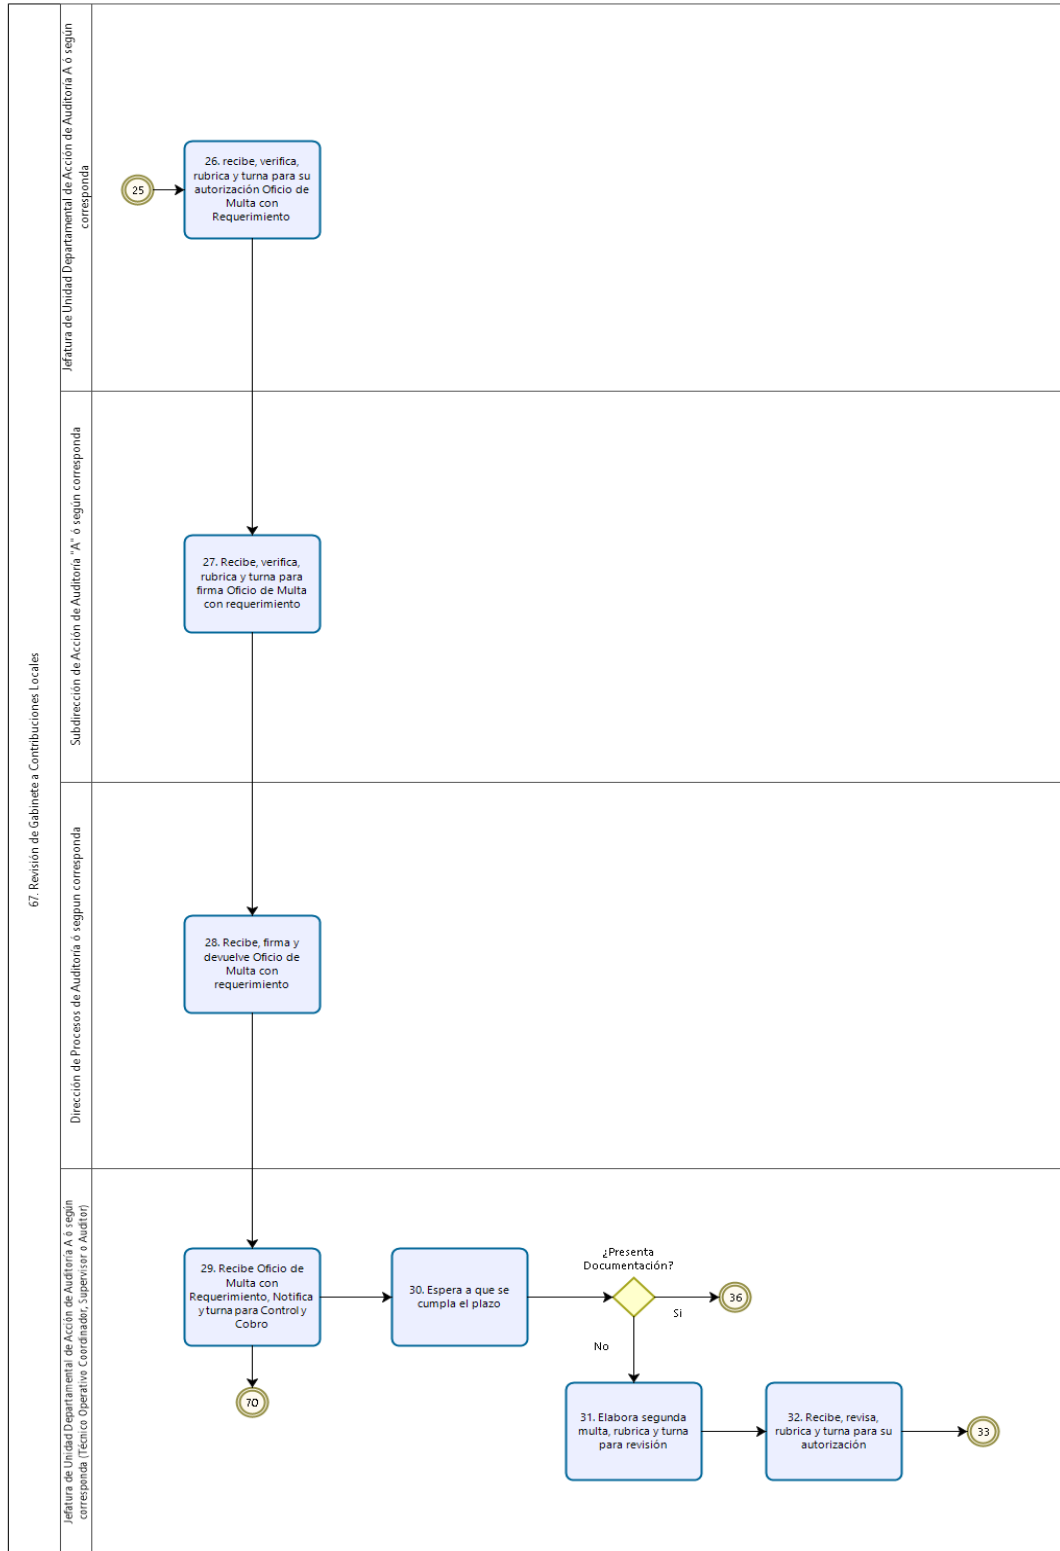 67. Revisión de Gabinete a Contribuciones Locales
Jefatura de Unidad Departamental de Acción de Auditoría A ó según
corresponda
25
26. recibe, verifica,
rubrica y turna para su
autorización Oficio de
Multa con
Requerimiento
Subdirección de Acción de Auditoría "A" ó según corresponda
27. Recibe, verifica,
rubrica y turna para
firma Oficio de Multa
con requerimiento
Dirección de Procesos de Auditoría ó segpun corresponda
28. Recibe, firma y
devuelve Oficio de
Multa con
requerimiento
Jefatura de Unidad Departamental de Acción de Auditoría A ó según
corresponda (Técnico Operativo Coordinador, Supervisor o Auditor)
29. Recibe Oficio de
Multa con
Requerimiento, Notifica
y turna para Control y
Cobro
30. Espera a que se
cumpla el plazo
¿Presenta
Documentación?
Si
36
No
70
31. Elabora segunda
multa, rubrica y turna
para revisión
32. Recibe, revisa,
rubrica y turna para su
autorización
33